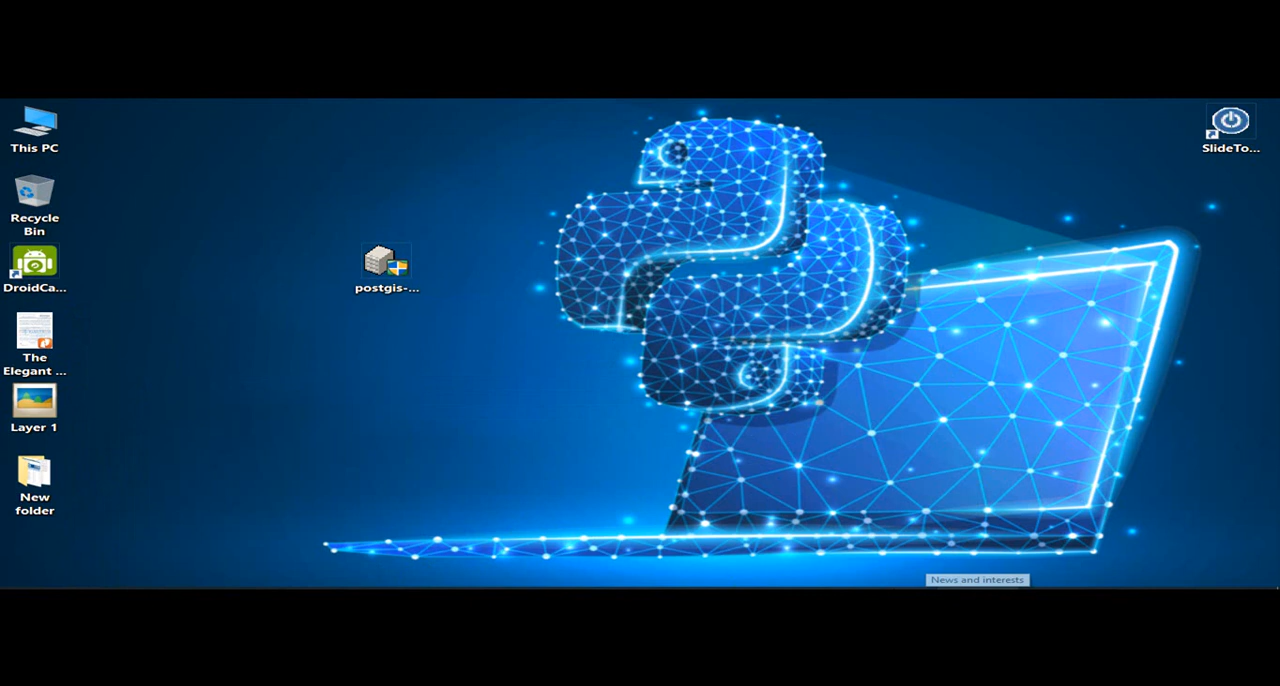 This PC
Recycle
Bin
DroidCa...
The
Elegant ...
Layer 1
New
folder
postgis-...
SlideTo...
News and interests